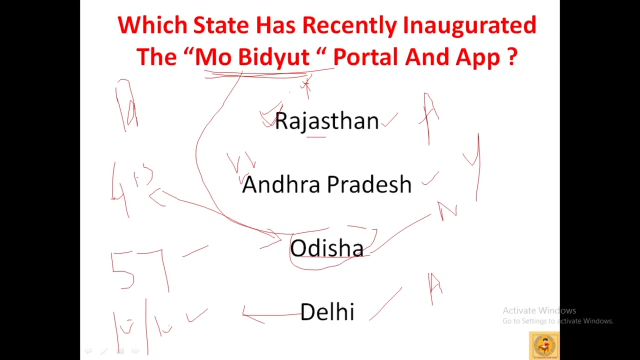 Which State Has Recently Inaugurated
The “Mo Bidyut “ Portal And App ?
Rajasthan A
Andhra Pradesh Y
Odisha N
57
Delhi A
Activate Windows
Go to Settings to activate Windows.